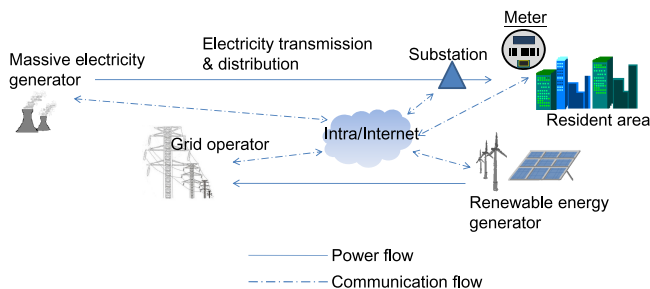 Meter
Massive electricity
generator
Electricity transmission
& distribution
Substation
Resident area
Intra/Internet
Grid operator
Renewable energy
generator
Power flow
Communication flow